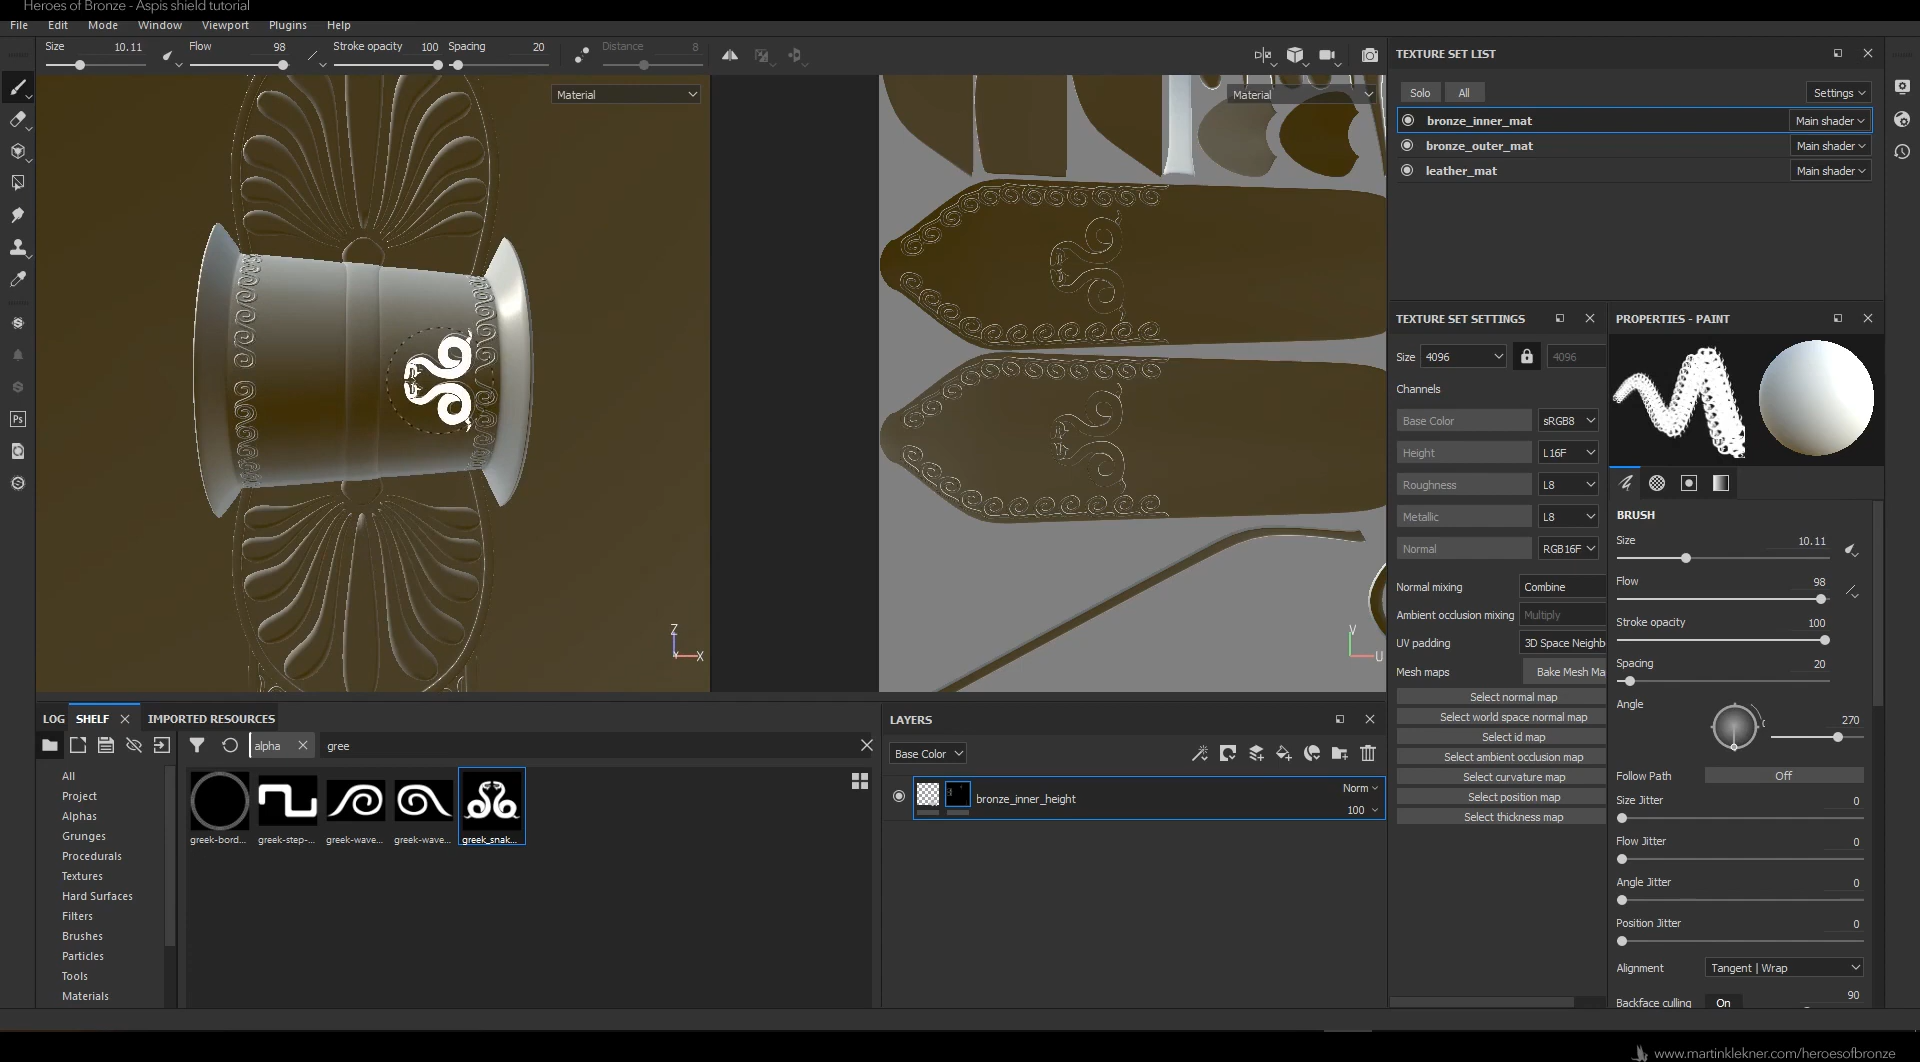 Heroes of Bronze - Aspis shield tutorial
File Edit Mode Window Viewport Plugins Help
Size 10.11 Flow 98 Stroke opacity 100 Spacing 20 Distance 8
Material
Material
Z
X
Y
V
U
TEXTURE SET LIST
Solo All Settings
bronze_inner_mat Main shader
bronze_outer_mat Main shader
leather_mat Main shader
TEXTURE SET SETTINGS
Size 4096 4096
Channels
Base Color sRGB8
Height L16F
Roughness L8
Metallic L8
Normal RGB16F
Normal mixing Combine
Ambient occlusion mixing Multiply
UV padding 3D Space Neighb
Mesh maps Bake Mesh Ma
Select normal map
Select world space normal map
Select id map
Select ambient occlusion map
Select curvature map
Select position map
Select thickness map
PROPERTIES - PAINT
BRUSH
Size 10.11
Flow 98
Stroke opacity 100
Spacing 20
Angle 270
Follow Path Off
Size Jitter 0
Flow Jitter 0
Angle Jitter 0
Position Jitter 0
Alignment Tangent | Wrap
Backface culling On 90
Ps
LOG SHELF IMPORTED RESOURCES
alpha gree
All
Project
Alphas
Grunges
Procedurals
Textures
Hard Surfaces
Filters
Brushes
Particles
Tools
Materials
greek-bord... greek-step-... greek-wave... greek-wave... greek_snak...
LAYERS
Base Color
bronze_inner_height Norm
100
www.martinklekner.com/heroesofbronze